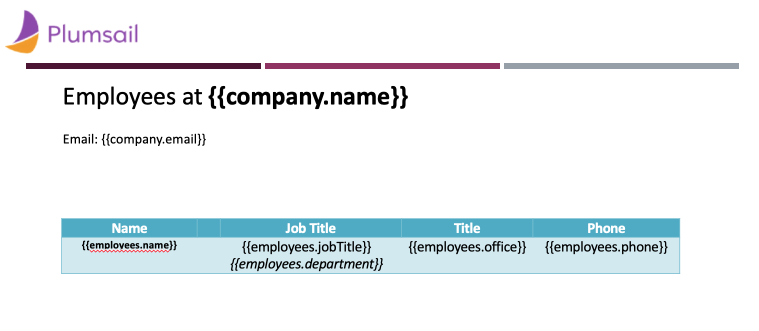 Plumsail
Employees at {{company.name}}
Email: {{company.email}}
Name Job Title Title Phone
{{employees.name}} {{employees.jobTitle}} {{employees.office}} {{employees.phone}}
{{employees.department}}